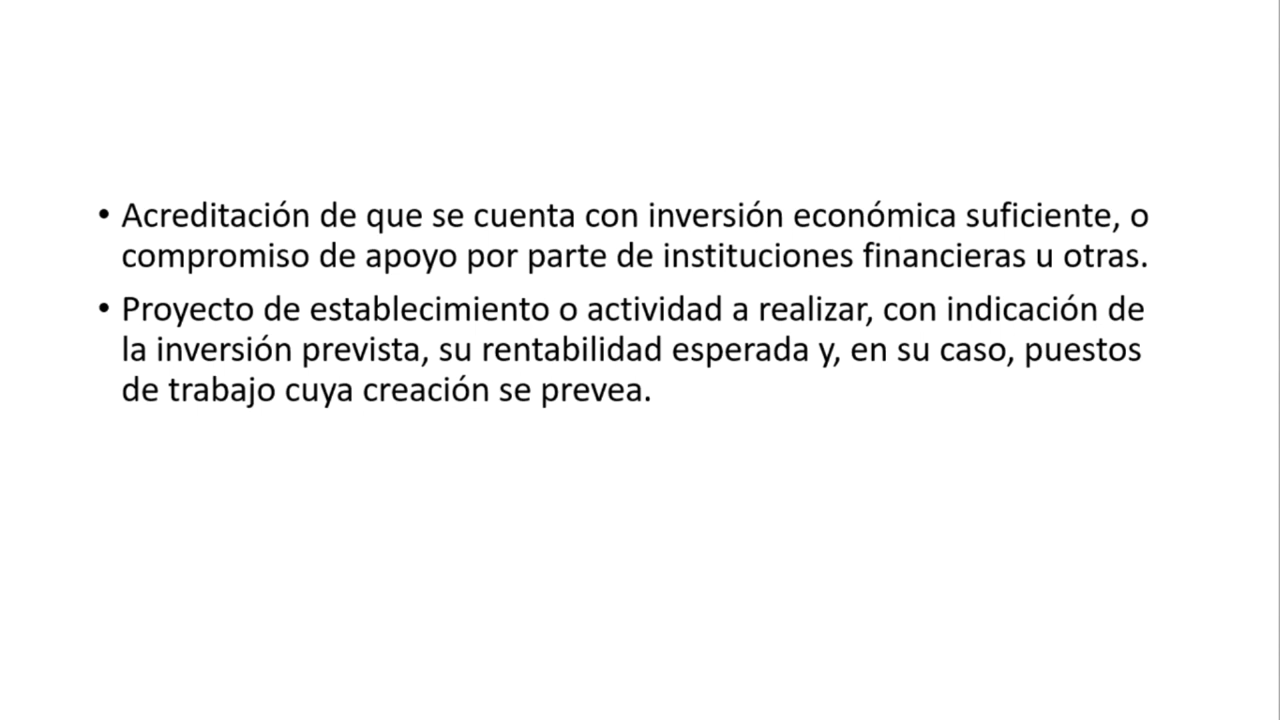 • Acreditación de que se cuenta con inversión económica suficiente, o
compromiso de apoyo por parte de instituciones financieras u otras.
• Proyecto de establecimiento o actividad a realizar, con indicación de
la inversión prevista, su rentabilidad esperada y, en su caso, puestos
de trabajo cuya creación se prevea.